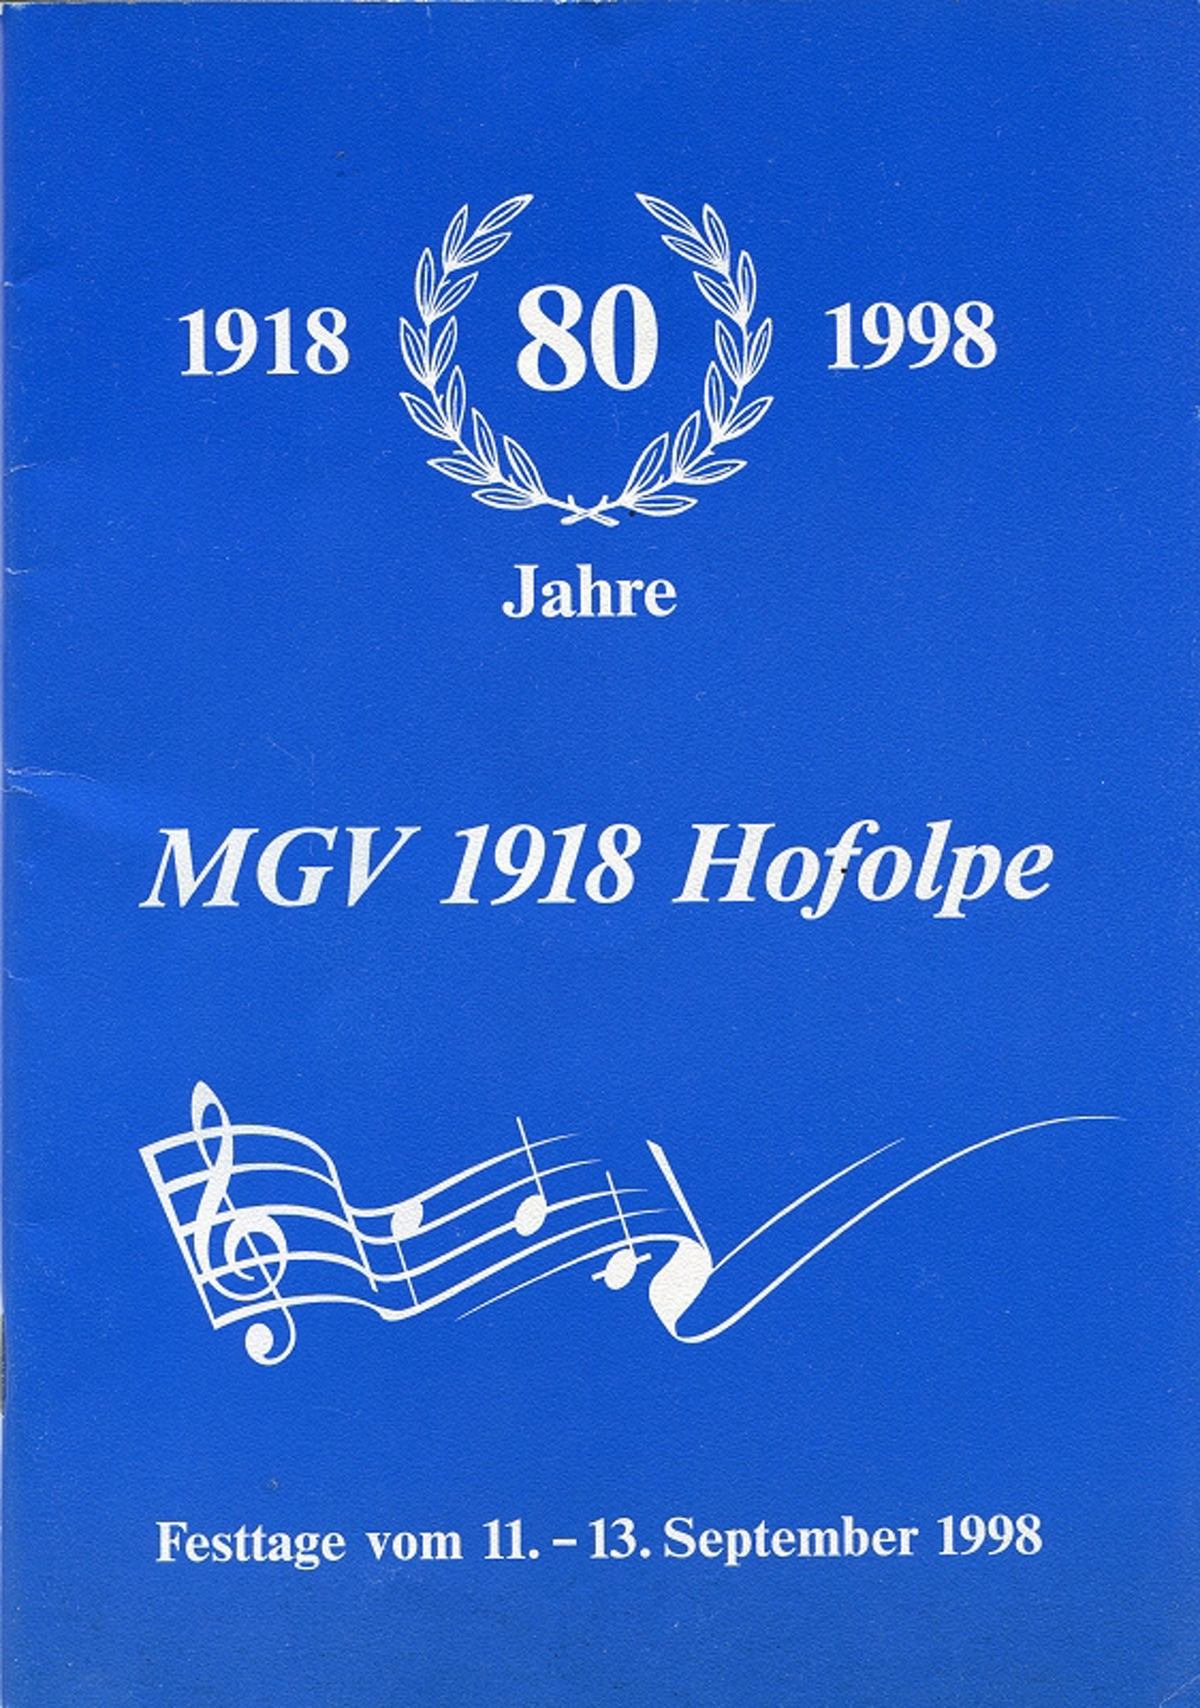 1918 80 1998
Jahre
MGV 1918 Hofolpe
Festtage vom 11. – 13. September 1998